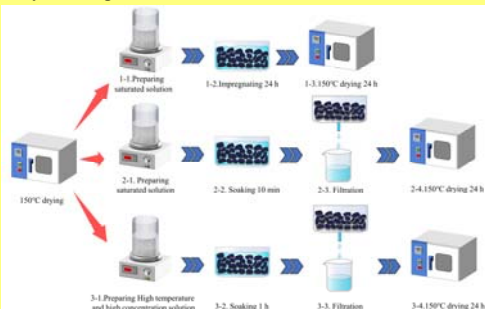 1-1.Preparing
saturated solution
1-2.Impregnating 24 h
1-3.150°C drying 24 h
150°C drying
2-1. Preparing
saturated solution
2-2. Soaking 10 min
2-3. Filtration
2-4.150°C drying 24 h
3-1.Preparing High temperature
and high concentration solution
3-2. Soaking 1 h
3-3. Filtration
3-4.150°C drying 24 h